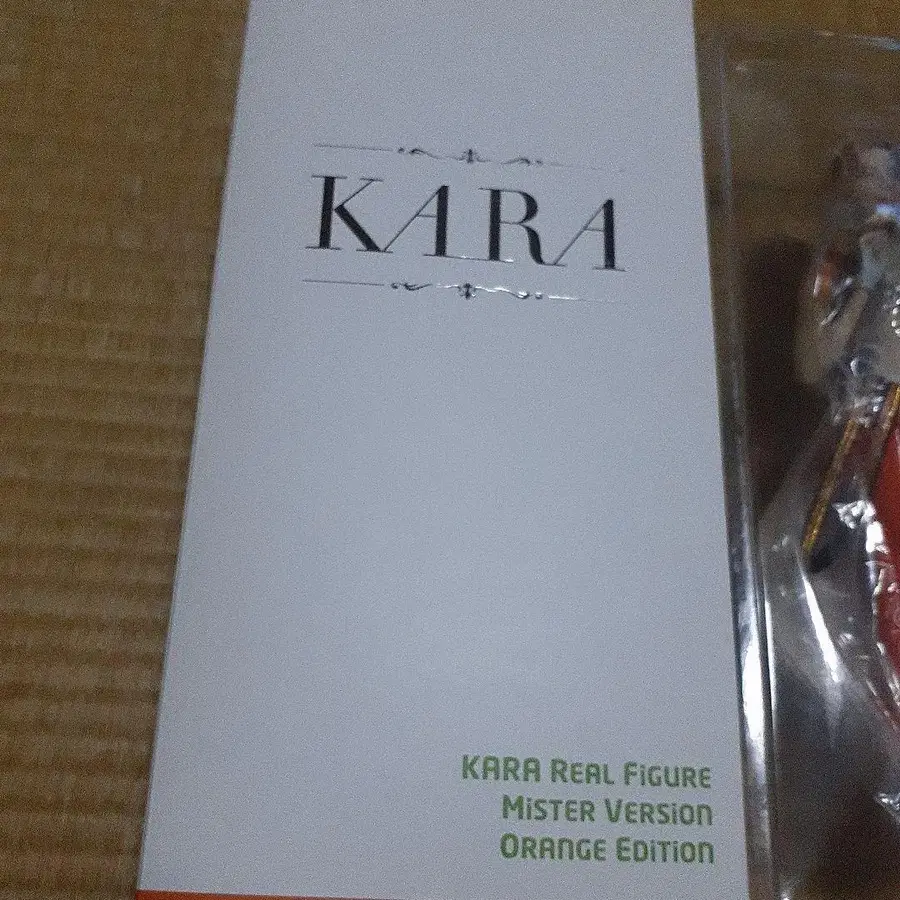 KARA
KARA REAL FIGURE
MISTER VERSION
ORANGE EDITION